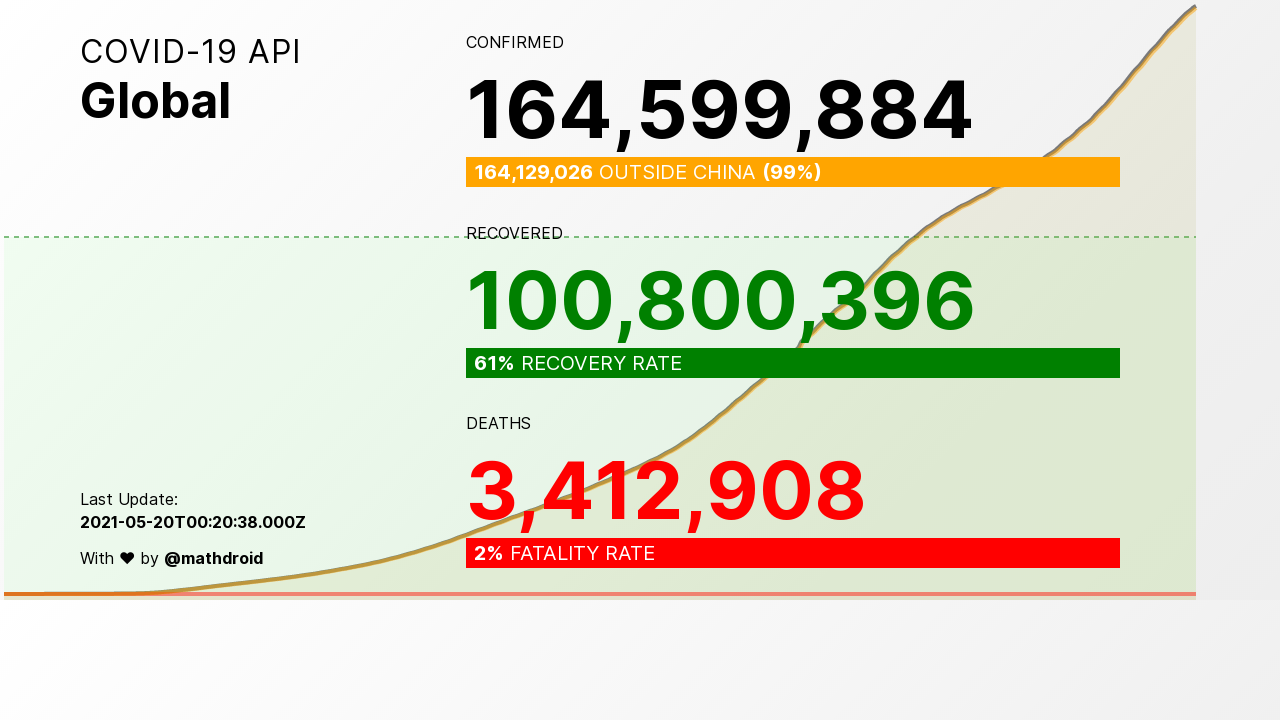 COVID-19 API
Global
CONFIRMED
164,599,884
164,129,026 OUTSIDE CHINA (99%)
RECOVERED
100,800,396
61% RECOVERY RATE
DEATHS
3,412,908
2% FATALITY RATE
Last Update:
2021-05-20T00:20:38.000Z
With ♥ by @mathdroid